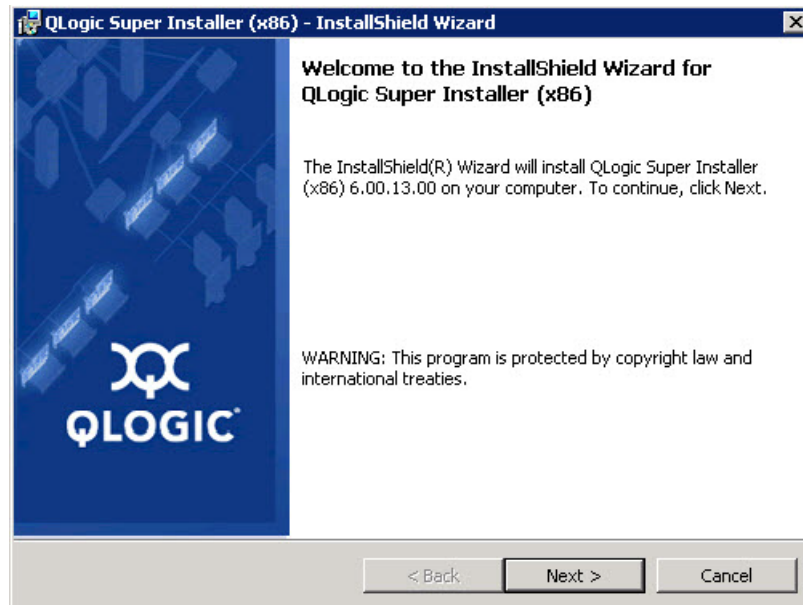 QLogic Super Installer (x86) - InstallShield Wizard
Welcome to the InstallShield Wizard for
QLogic Super Installer (x86)
The InstallShield(R) Wizard will install QLogic Super Installer
(x86) 6.00.13.00 on your computer. To continue, click Next.
WARNING: This program is protected by copyright law and
international treaties.
QLOGIC
< Back
Next >
Cancel